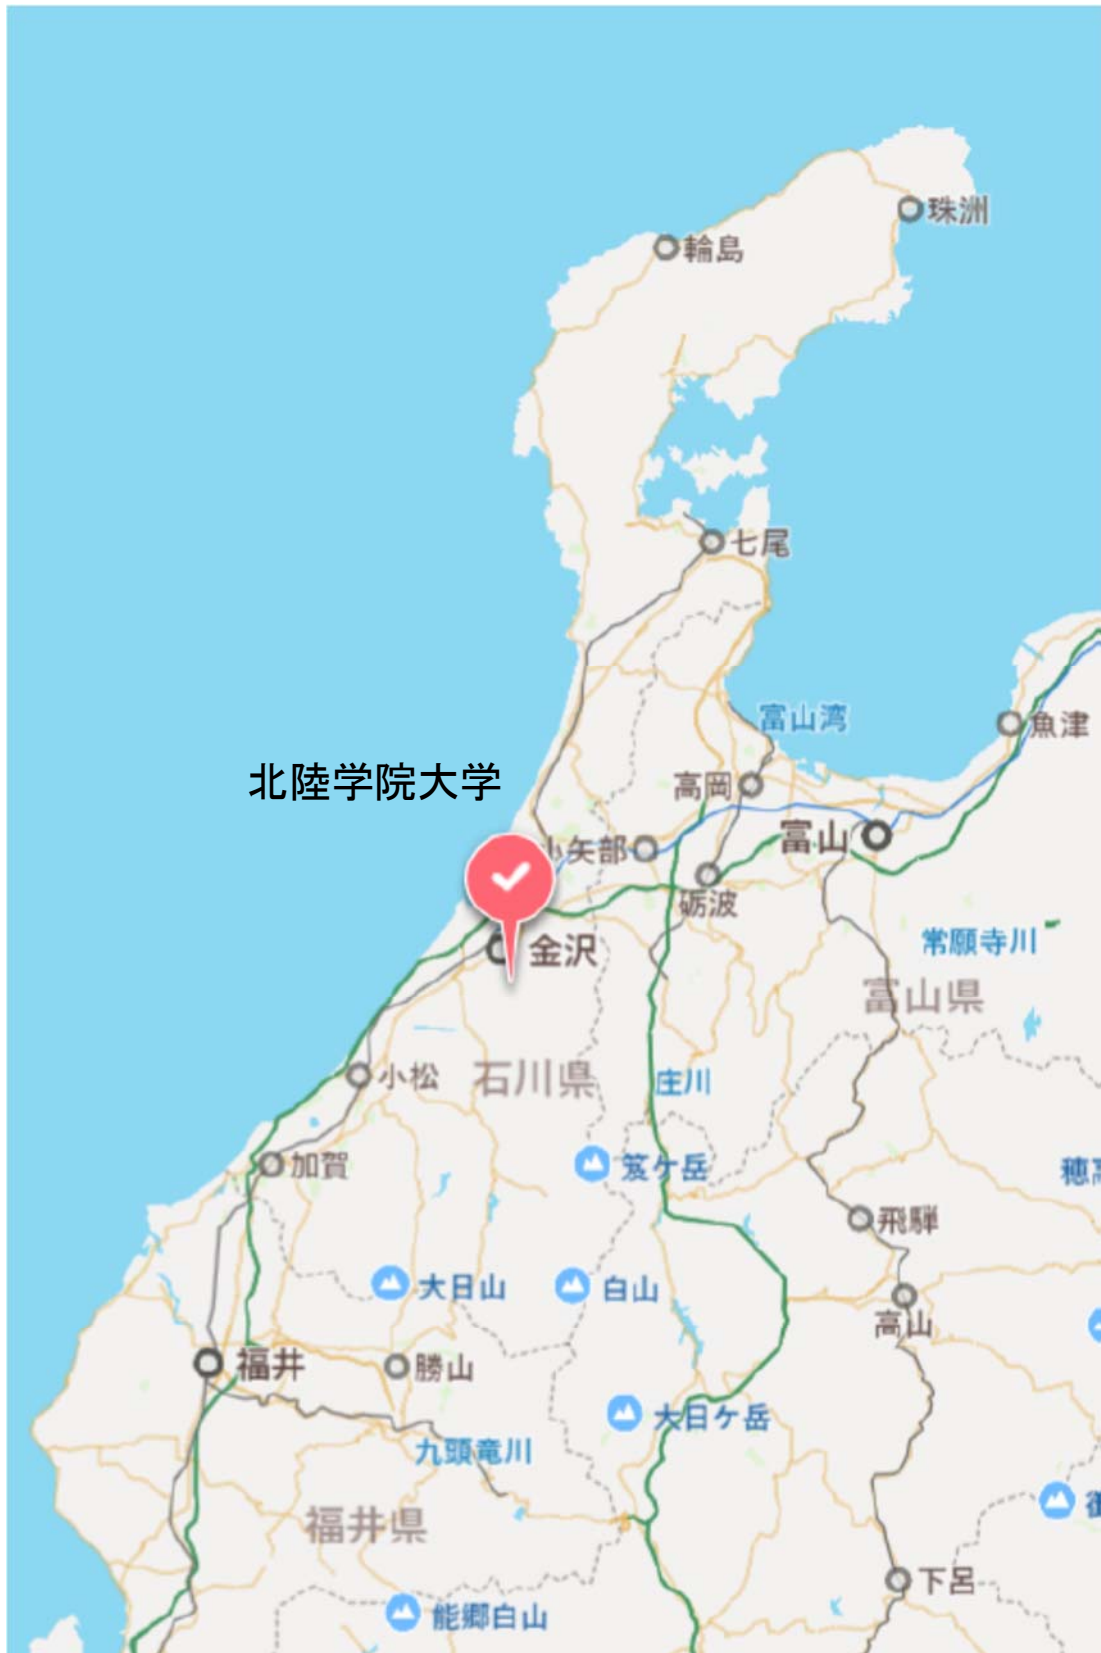 珠洲
輪島
七尾
富山湾
魚津
北陸学院大学
高岡
富山
小矢部
砺波
常願寺川
金沢
富山県
小松
石川県
庄川
加賀
笈ケ岳
飛騨
大日山
白山
高山
福井
勝山
大日ケ岳
九頭竜川
福井県
下呂
能郷白山